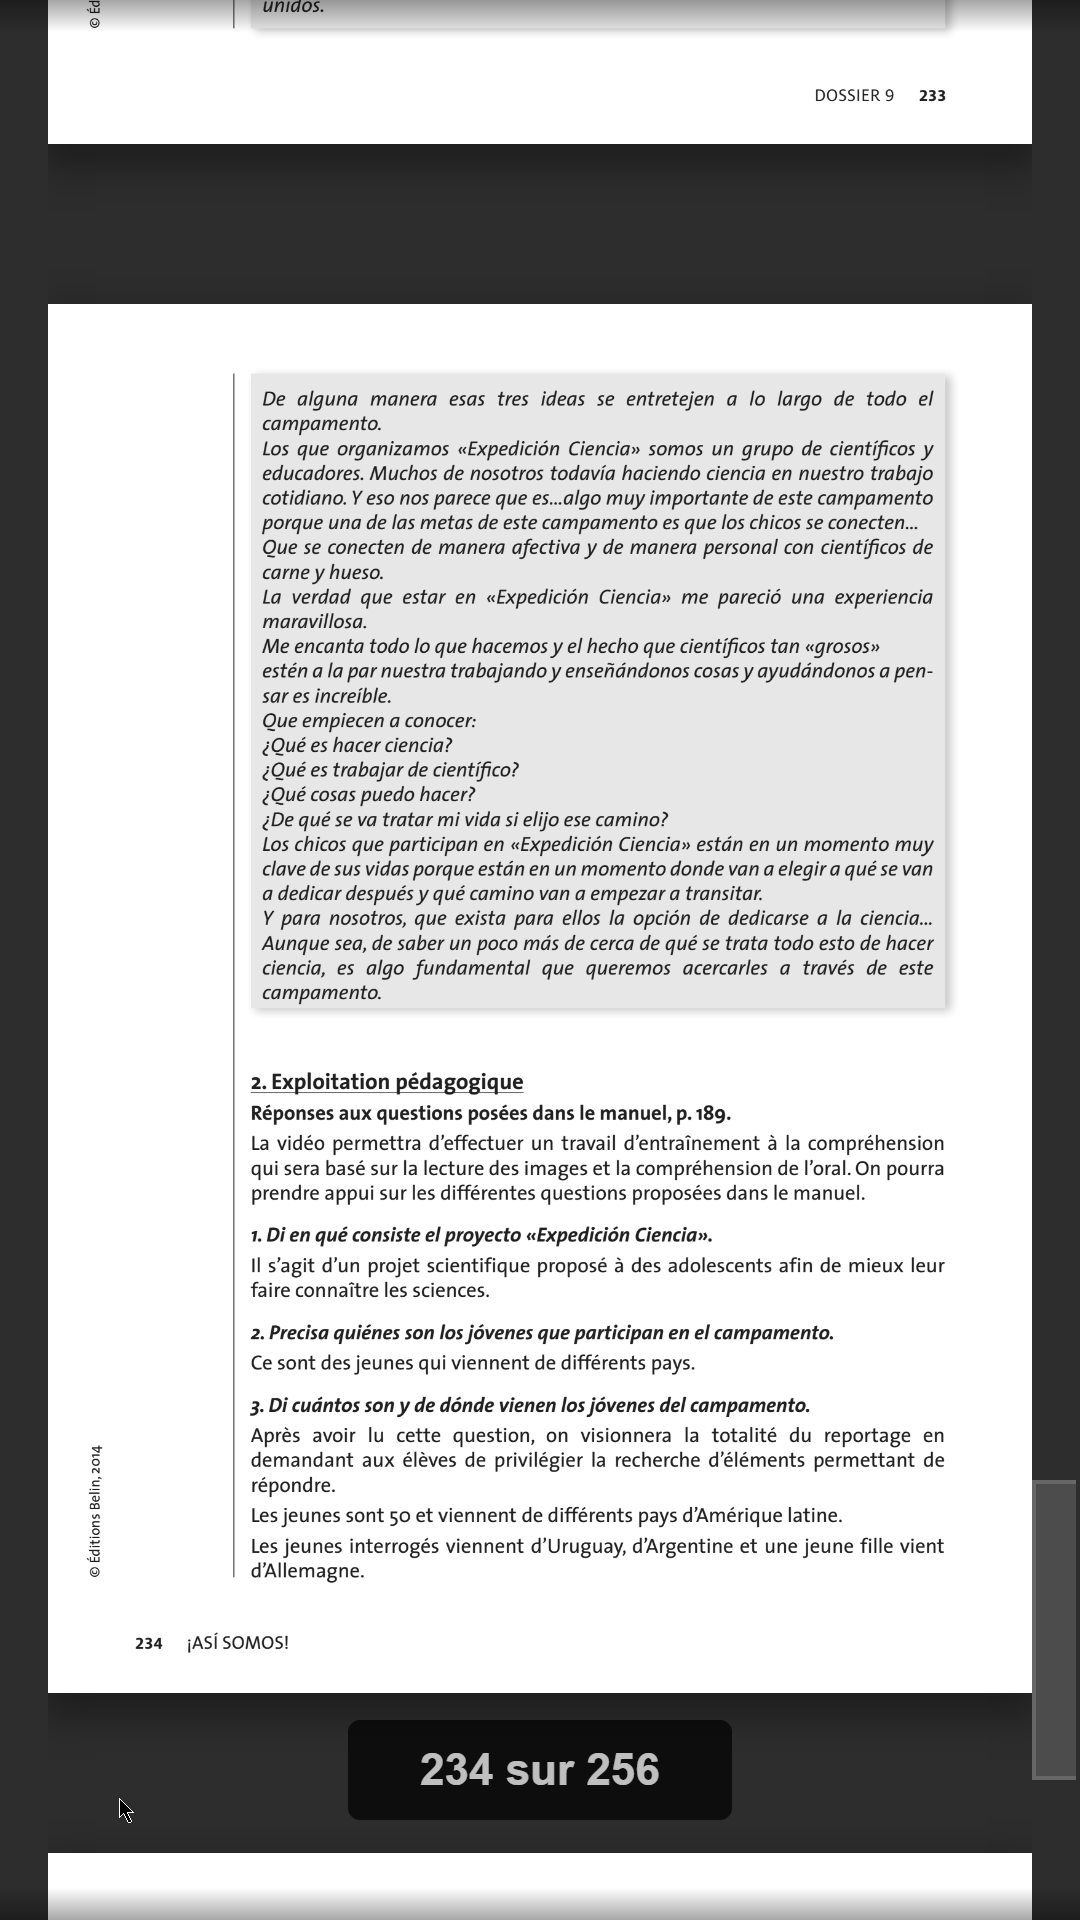 unidos.
© Éd
DOSSIER 9 233
De alguna manera esas tres ideas se entretejen a lo largo de todo el
campamento.
Los que organizamos «Expedición Ciencia» somos un grupo de científicos y
educadores. Muchos de nosotros todavía haciendo ciencia en nuestro trabajo
cotidiano. Y eso nos parece que es...algo muy importante de este campamento
porque una de las metas de este campamento es que los chicos se conecten...
Que se conecten de manera afectiva y de manera personal con científicos de
carne y hueso.
La verdad que estar en «Expedición Ciencia» me pareció una experiencia
maravillosa.
Me encanta todo lo que hacemos y el hecho que científicos tan «grosos»
estén a la par nuestra trabajando y enseñándonos cosas y ayudándonos a pen-
sar es increíble.
Que empiecen a conocer:
¿Qué es hacer ciencia?
¿Qué es trabajar de científico?
¿Qué cosas puedo hacer?
¿De qué se va tratar mi vida si elijo ese camino?
Los chicos que participan en «Expedición Ciencia» están en un momento muy
clave de sus vidas porque están en un momento donde van a elegir a qué se van
a dedicar después y qué camino van a empezar a transitar.
Y para nosotros, que exista para ellos la opción de dedicarse a la ciencia...
Aunque sea, de saber un poco más de cerca de qué se trata todo esto de hacer
ciencia, es algo fundamental que queremos acercarles a través de este
campamento.
2. Exploitation pédagogique
Réponses aux questions posées dans le manuel, p. 189.
La vidéo permettra d'effectuer un travail d'entraînement à la compréhension
qui sera basé sur la lecture des images et la compréhension de l'oral. On pourra
prendre appui sur les différentes questions proposées dans le manuel.
1. Di en qué consiste el proyecto «Expedición Ciencia».
Il s'agit d'un projet scientifique proposé à des adolescents afin de mieux leur
faire connaître les sciences.
2. Precisa quiénes son los jóvenes que participan en el campamento.
Ce sont des jeunes qui viennent de différents pays.
3. Di cuántos son y de dónde vienen los jóvenes del campamento.
Après avoir lu cette question, on visionnera la totalité du reportage en
demandant aux élèves de privilégier la recherche d'éléments permettant de
répondre.
Les jeunes sont 50 et viennent de différents pays d'Amérique latine.
Les jeunes interrogés viennent d'Uruguay, d'Argentine et une jeune fille vient
d'Allemagne.
© Éditions Belin, 2014
234 ¡ASÍ SOMOS!
234 sur 256